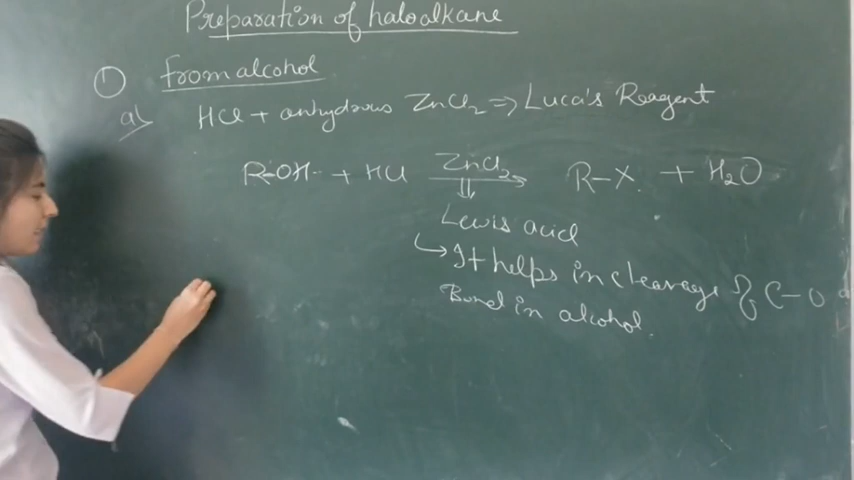 Preparation of haloalkane
① From alcohol
a) HCl + anhydrous ZnCl₂ ⇒ Luca's Reagent
R-OH + HCl ZnCl₂ → R-X + H₂O
⇓
Lewis acid
↳ It helps in cleavage of C-O
Bond in alcohol.